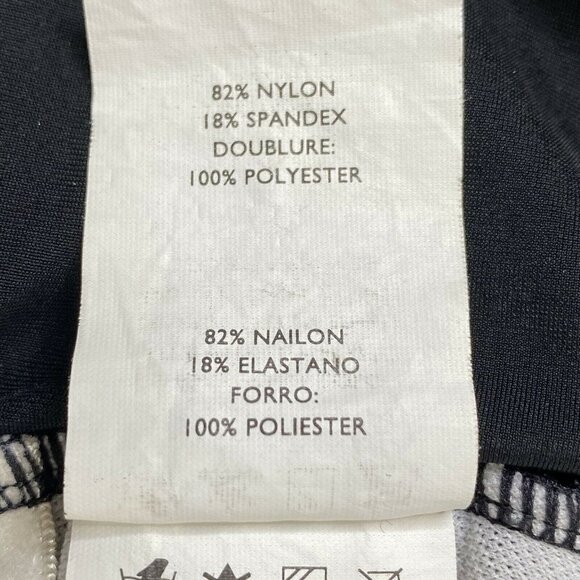 82% NYLON
18% SPANDEX
DOUBLURE:
100% POLYESTER
82% NAILON
18% ELASTANO
FORRO:
100% POLIESTER